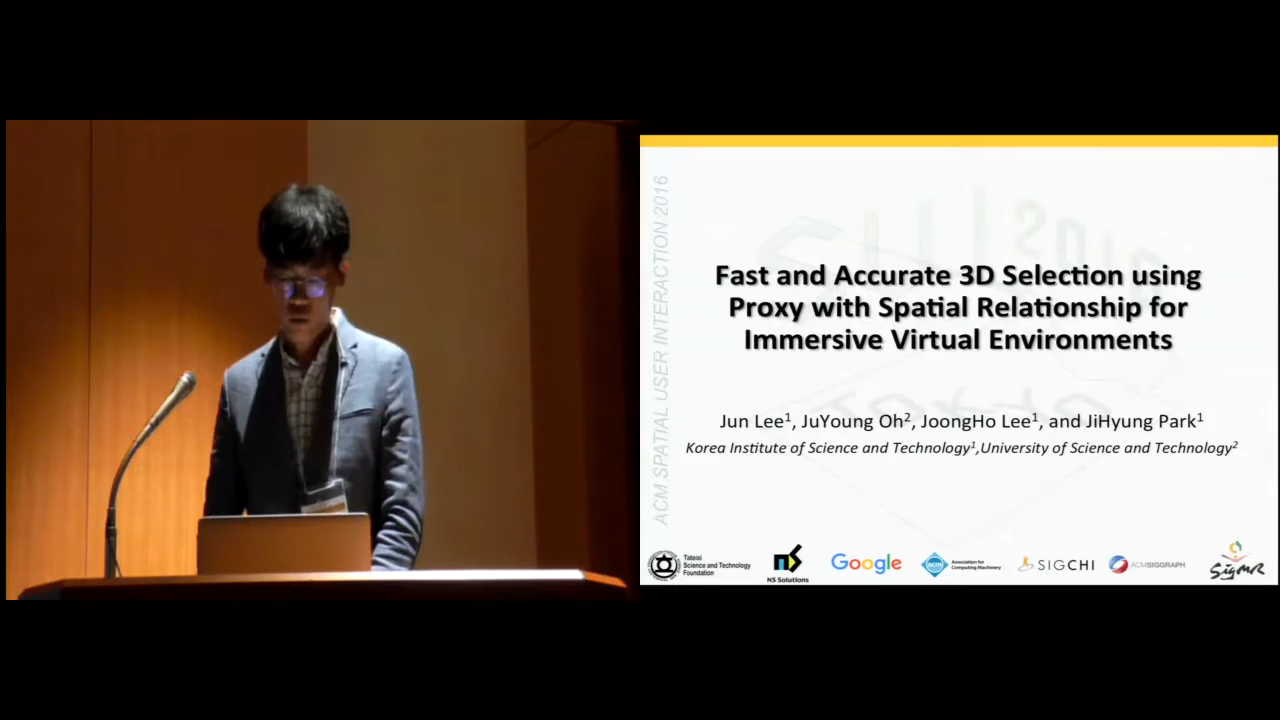 ACM SPATIAL USER INTERACTION 2016
Fast and Accurate 3D Selection using
Proxy with Spatial Relationship for
Immersive Virtual Environments
Jun Lee¹, JuYoung Oh², JoongHo Lee¹, and JiHyung Park¹
Korea Institute of Science and Technology¹,University of Science and Technology²
Tateisi
Science and Technology
Foundation
NS Solutions
Google
acm
Association for
Computing Machinery
SIGCHI
ACMSIGGRAPH
SigMR